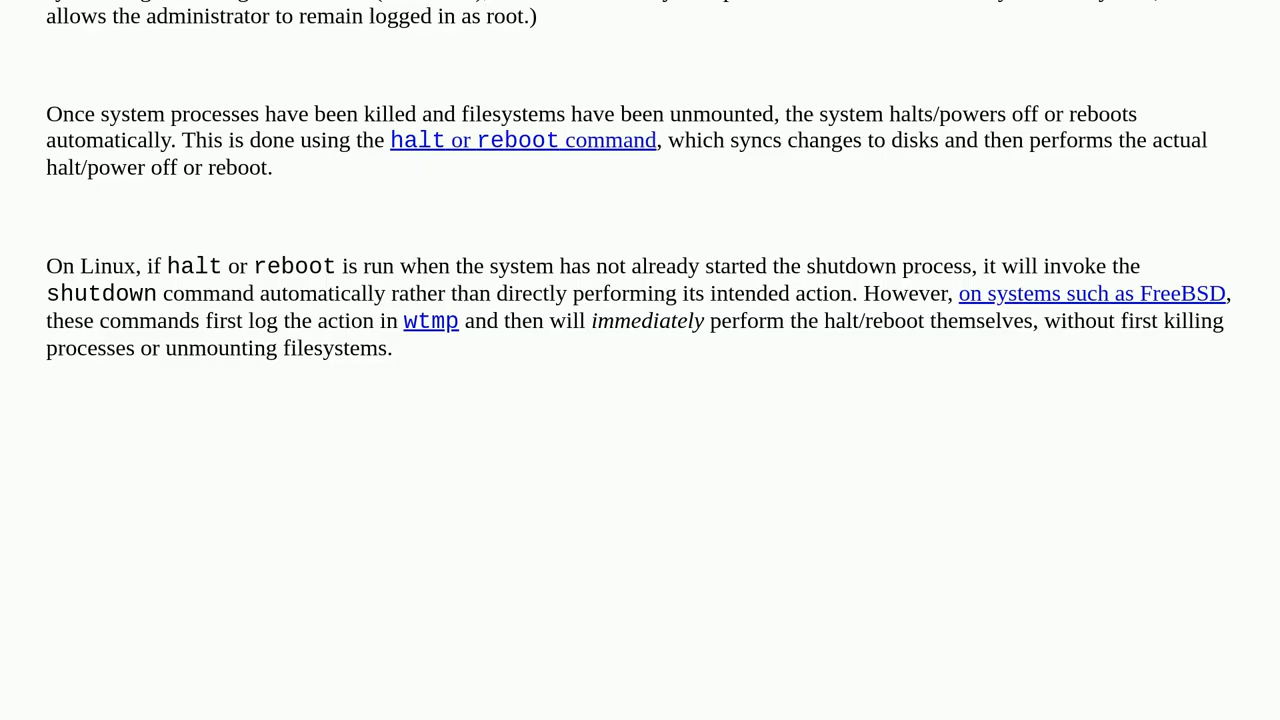 allows the administrator to remain logged in as root.)
Once system processes have been killed and filesystems have been unmounted, the system halts/powers off or reboots
automatically. This is done using the halt or reboot command, which syncs changes to disks and then performs the actual
halt/power off or reboot.
On Linux, if halt or reboot is run when the system has not already started the shutdown process, it will invoke the
shutdown command automatically rather than directly performing its intended action. However, on systems such as FreeBSD,
these commands first log the action in wtmp and then will immediately perform the halt/reboot themselves, without first killing
processes or unmounting filesystems.